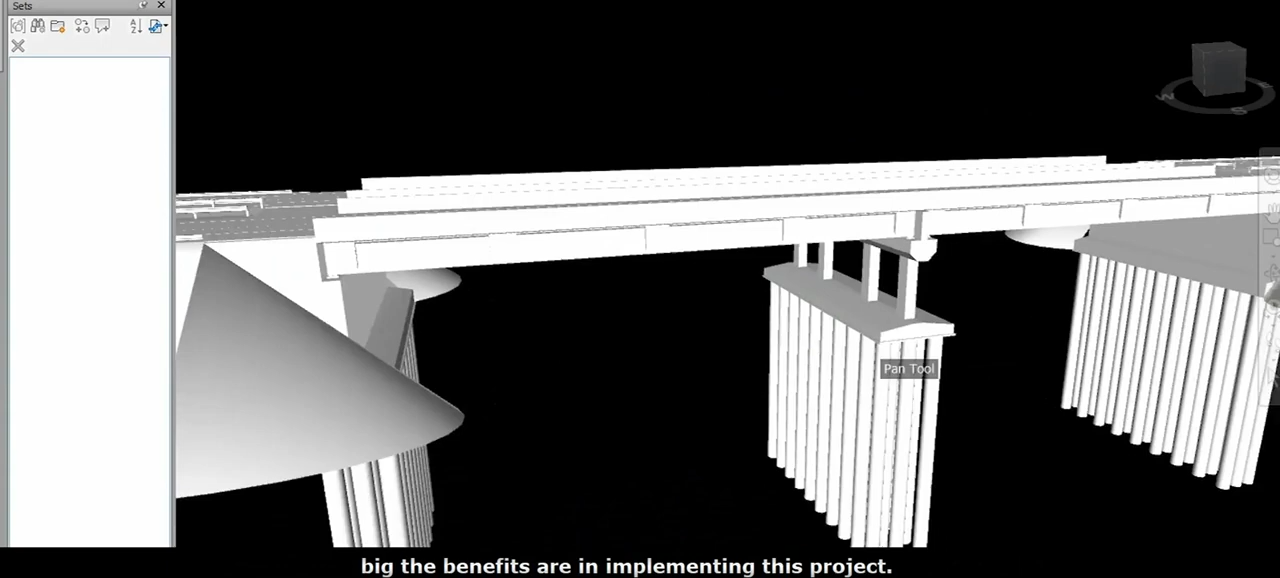 Sets
W
S
Pan Tool
big the benefits are in implementing this project.